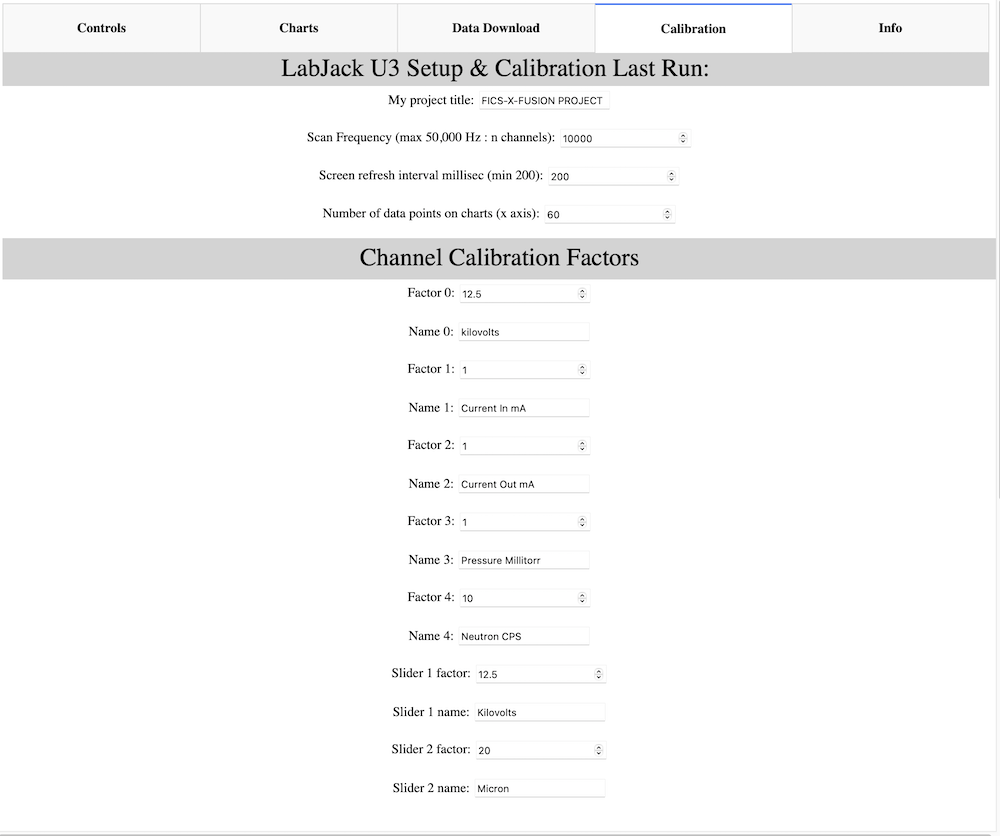 Controls Charts Data Download Calibration Info
LabJack U3 Setup & Calibration Last Run:
My project title: FICS-X-FUSION PROJECT
Scan Frequency (max 50,000 Hz : n channels): 10000
Screen refresh interval millisec (min 200): 200
Number of data points on charts (x axis): 60
Channel Calibration Factors
Factor 0: 12.5
Name 0: kilovolts
Factor 1: 1
Name 1: Current In mA
Factor 2: 1
Name 2: Current Out mA
Factor 3: 1
Name 3: Pressure Millitorr
Factor 4: 10
Name 4: Neutron CPS
Slider 1 factor: 12.5
Slider 1 name: Kilovolts
Slider 2 factor: 20
Slider 2 name: Micron